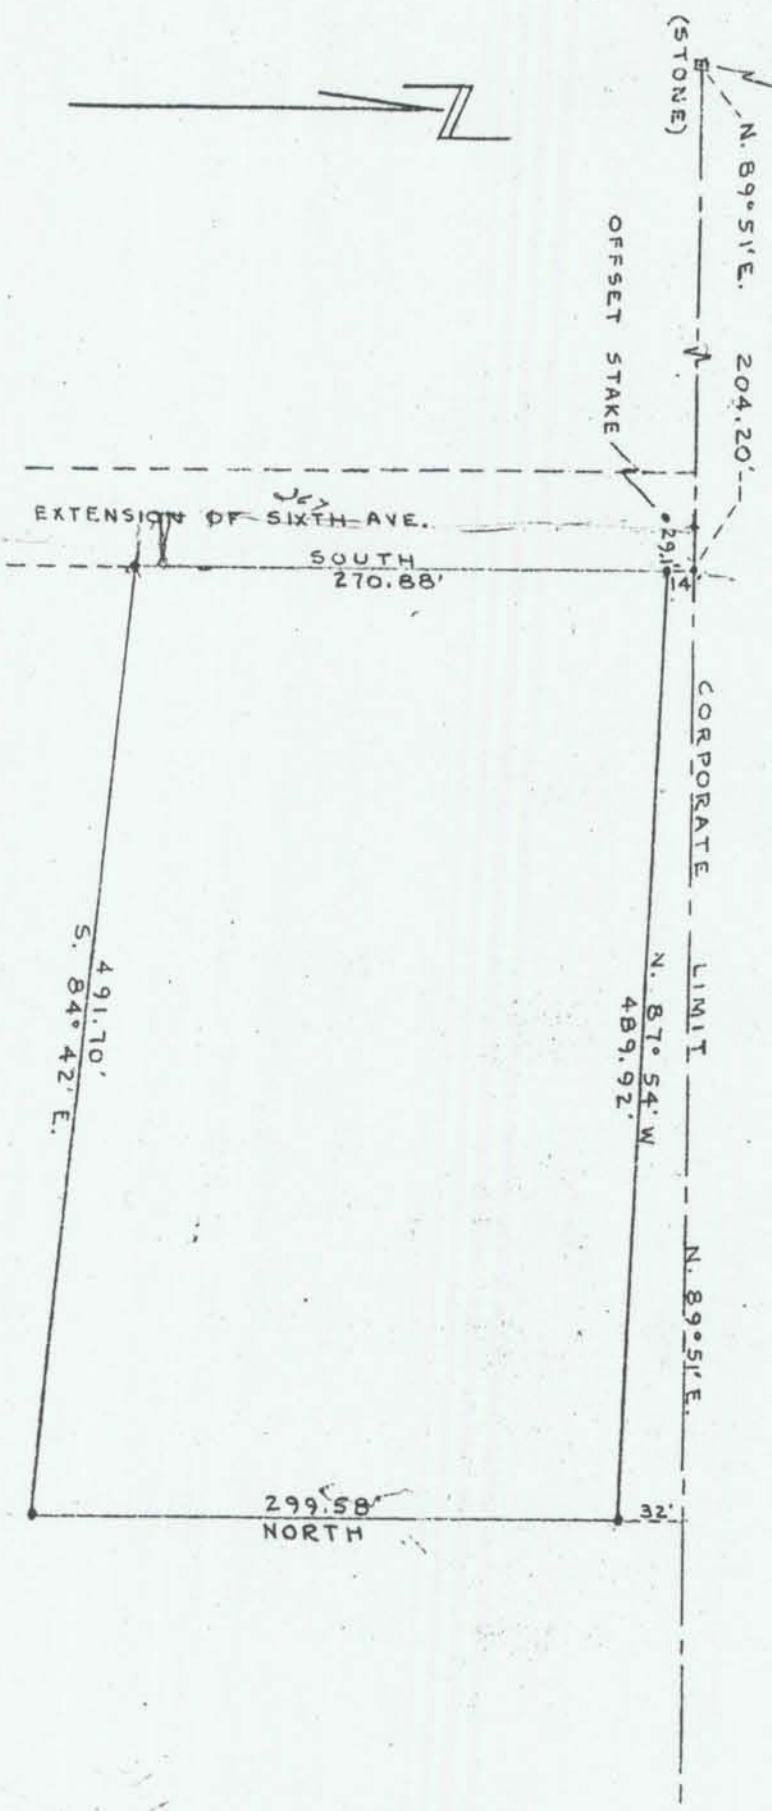 (STONE)
N. 89° 51' E. 204.20'
Z
OFFSET STAKE
EXTENSION OF SIXTH AVE.
29.1'
14'
SOUTH
270.88'
CORPORATE LIMIT N. 89° 51' E.
N. 87° 54' W
489.92'
491.70'
S. 84° 42' E.
299.58'
NORTH
32'